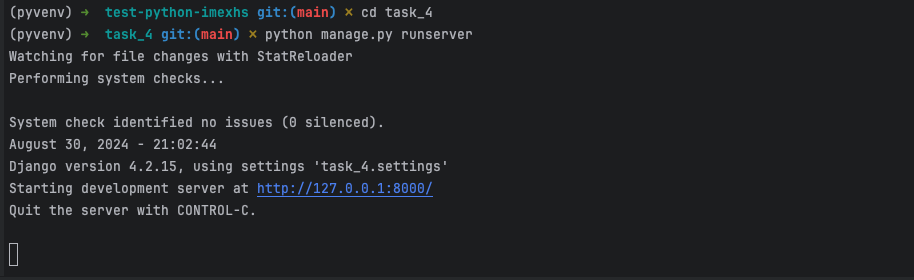 (pyvenv) → test-python-imexhs git:(main) × cd task_4
(pyvenv) → task_4 git:(main) × python manage.py runserver
Watching for file changes with StatReloader
Performing system checks...
System check identified no issues (0 silenced).
August 30, 2024 - 21:02:44
Django version 4.2.15, using settings 'task_4.settings'
Starting development server at http://127.0.0.1:8000/
Quit the server with CONTROL-C.